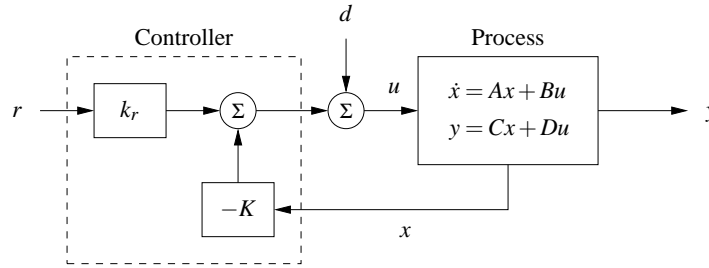 Controller
d
Process
r
k_r
Σ
Σ
u
ẋ = Ax + Bu
y = Cx + Du
−K
x